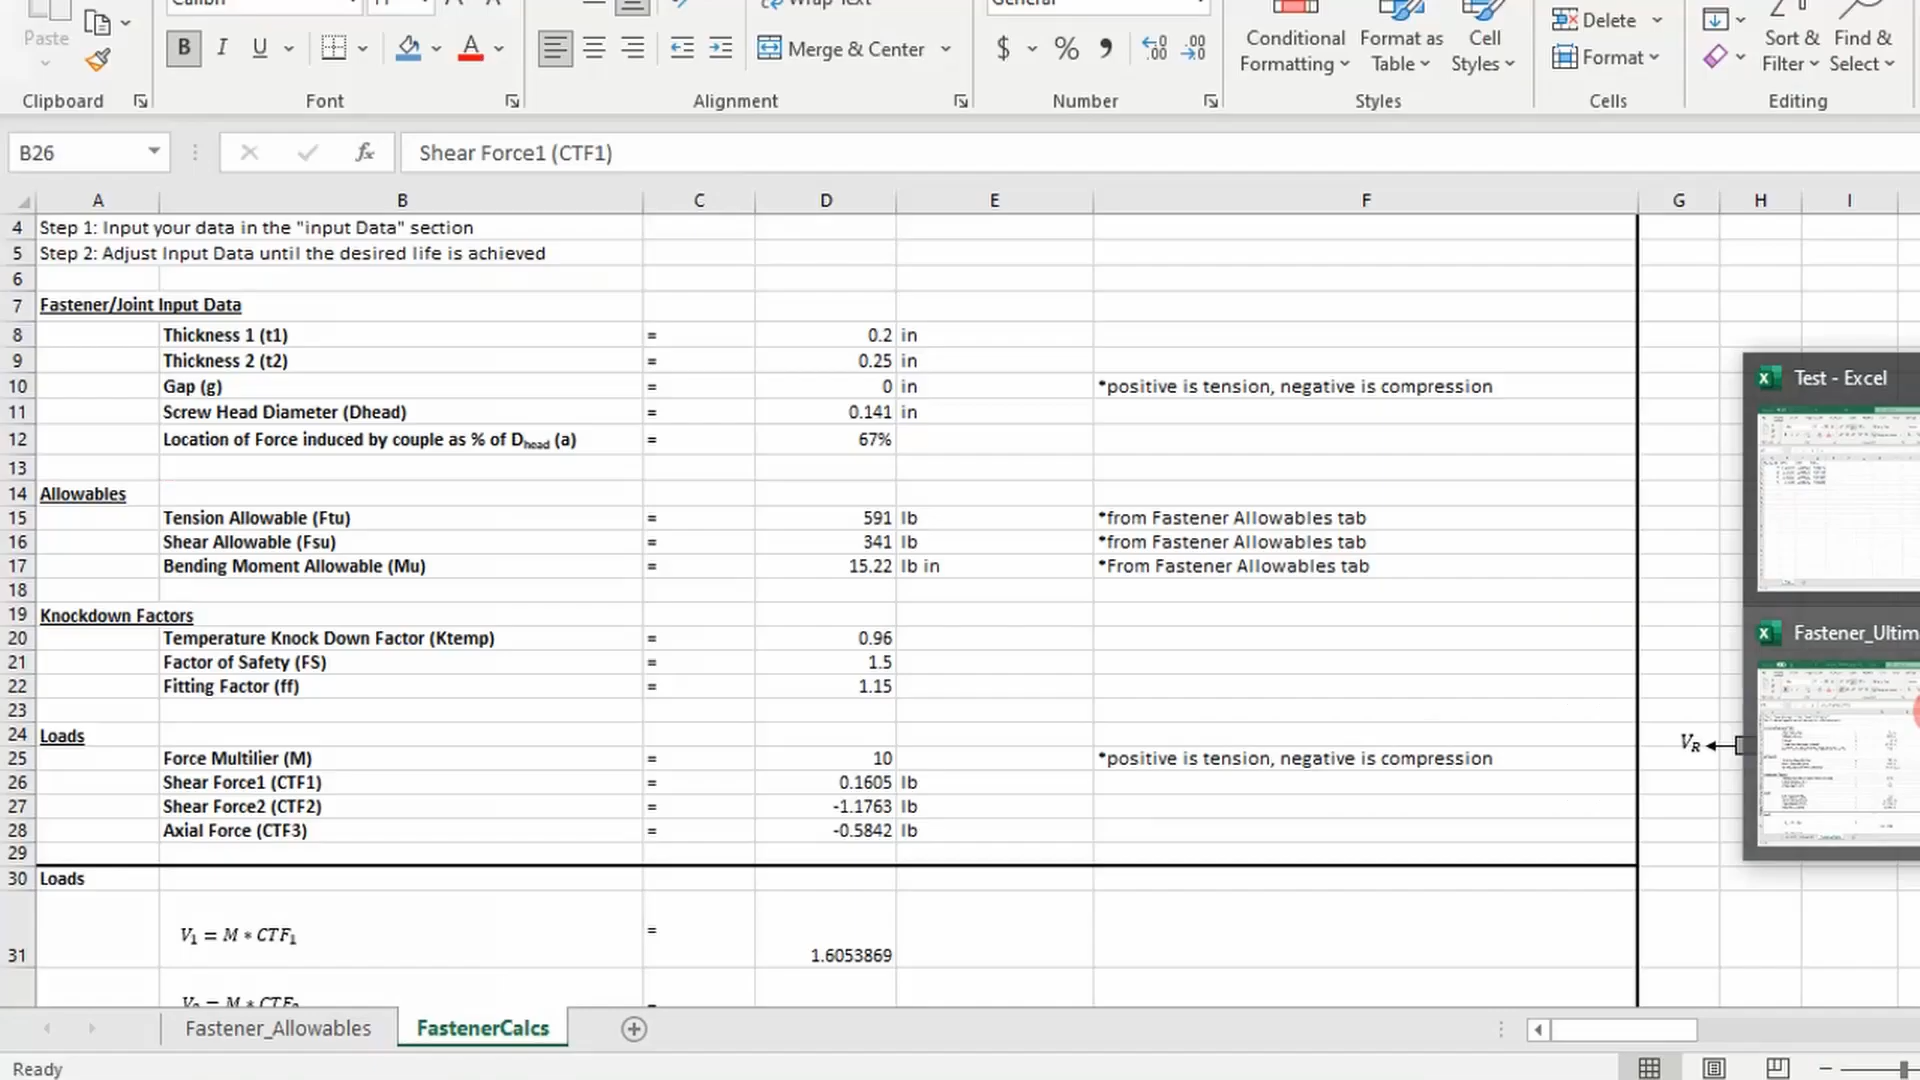 Paste
B I U A
Merge & Center
$ % 9
Conditional Formatting
Format as Table
Cell Styles
Delete
Format
Sort & Filter
Find & Select
Clipboard Font Alignment Number Styles Cells Editing
B26 fx Shear Force1 (CTF1)
A B C D E F G H I
4 Step 1: Input your data in the "input Data" section
5 Step 2: Adjust Input Data until the desired life is achieved
6
7 Fastener/Joint Input Data
8 Thickness 1 (t1) = 0.2 in
9 Thickness 2 (t2) = 0.25 in
10 Gap (g) = 0 in *positive is tension, negative is compression
11 Screw Head Diameter (Dhead) = 0.141 in
12 Location of Force induced by couple as % of Dhead (a) = 67%
13
14 Allowables
15 Tension Allowable (Ftu) = 591 lb *from Fastener Allowables tab
16 Shear Allowable (Fsu) = 341 lb *from Fastener Allowables tab
17 Bending Moment Allowable (Mu) = 15.22 lb in *From Fastener Allowables tab
18
19 Knockdown Factors
20 Temperature Knock Down Factor (Ktemp) = 0.96
21 Factor of Safety (FS) = 1.5
22 Fitting Factor (ff) = 1.15
23
24 Loads
25 Force Multilier (M) = 10 *positive is tension, negative is compression
26 Shear Force1 (CTF1) = 0.1605 lb
27 Shear Force2 (CTF2) = -1.1763 lb
28 Axial Force (CTF3) = -0.5842 lb
29
30 Loads
31 V₁ = M * CTF₁ = 1.6053869
Test - Excel
Fastener_Ultim
V_R
Fastener_Allowables FastenerCalcs
Ready